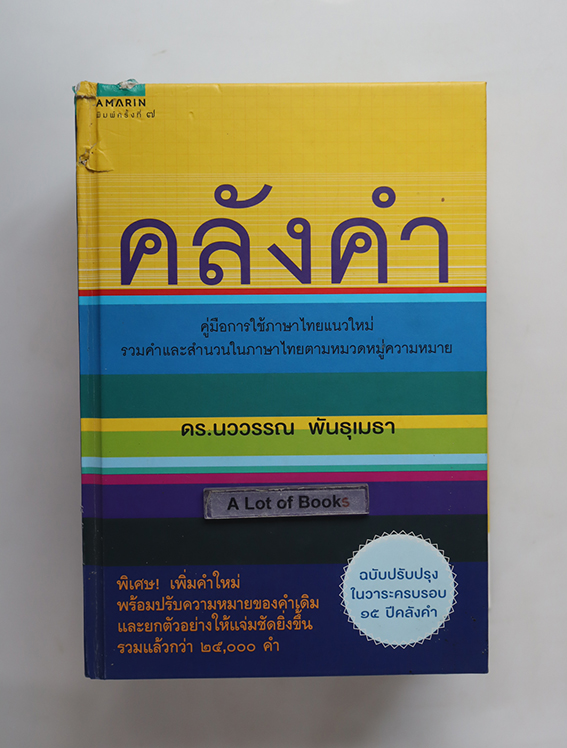 AMARIN
พิมพ์ครั้งที่ ๗
คลังคำ
คู่มือการใช้ภาษาไทยแนวใหม่
รวมคำและสำนวนในภาษาไทยตามหมวดหมู่ความหมาย
ดร.นววรรณ พันธุเมธา
A Lot of Books
พิเศษ! เพิ่มคำใหม่
พร้อมปรับความหมายของคำเดิม
และยกตัวอย่างให้แจ่มชัดยิ่งขึ้น
รวมแล้วกว่า ๒๕,๐๐๐ คำ
ฉบับปรับปรุง
ในวาระครบรอบ
๑๕ ปีคลังคำ